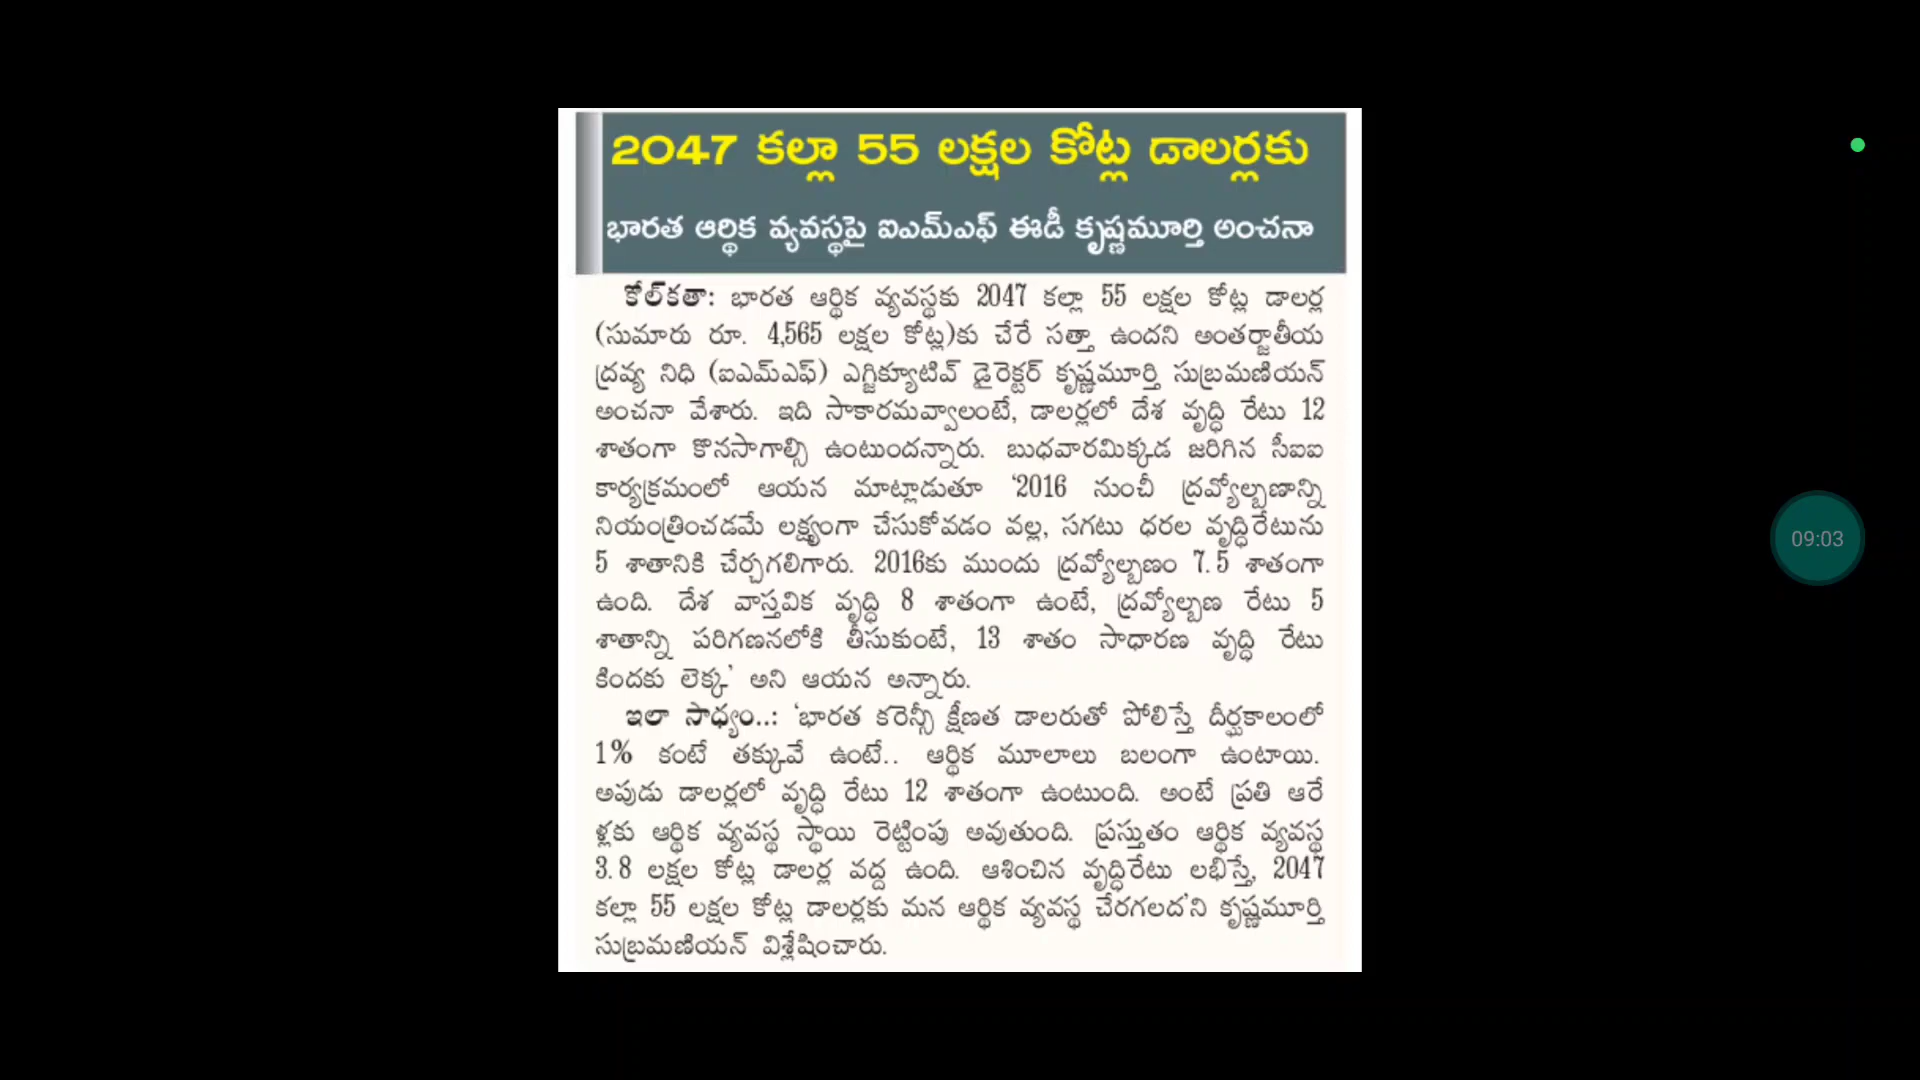 2047 కల్లా 55 లక్షల కోట్ల డాలర్లకు
భారత ఆర్థిక వ్యవస్థపై ఐఎమ్ఎఫ్ ఈడీ కృష్ణమూర్తి అంచనా
కోల్‌కతా: భారత ఆర్థిక వ్యవస్థకు 2047 కల్లా 55 లక్షల కోట్ల డాలర్ల
(సుమారు రూ. 4,565 లక్షల కోట్ల)కు చేరే సత్తా ఉందని అంతర్జాతీయ
ద్రవ్య నిధి (ఐఎమ్ఎఫ్) ఎగ్జిక్యూటివ్ డైరెక్టర్ కృష్ణమూర్తి సుబ్రమణియన్
అంచనా వేశారు. ఇది సాకారమవ్వాలంటే, డాలర్లలో దేశ వృద్ధి రేటు 12
శాతంగా కొనసాగాల్సి ఉంటుందన్నారు. బుధవారమిక్కడ జరిగిన సీఐఐ
కార్యక్రమంలో ఆయన మాట్లాడుతూ ‘2016 నుంచీ ద్రవ్యోల్బణాన్ని
నియంత్రించడమే లక్ష్యంగా చేసుకోవడం వల్ల, సగటు ధరల వృద్ధిరేటును
5 శాతానికి చేర్చగలిగారు. 2016కు ముందు ద్రవ్యోల్బణం 7.5 శాతంగా
ఉంది. దేశ వాస్తవిక వృద్ధి 8 శాతంగా ఉంటే, ద్రవ్యోల్బణ రేటు 5
శాతాన్ని పరిగణనలోకి తీసుకుంటే, 13 శాతం సాధారణ వృద్ధి రేటు
కిందకు లెక్క’ అని ఆయన అన్నారు.
ఇలా సాధ్యం..: ‘భారత కరెన్సీ క్షీణత డాలరుతో పోలిస్తే దీర్ఘకాలంలో
1% కంటే తక్కువే ఉంటే.. ఆర్థిక మూలాలు బలంగా ఉంటాయి.
అపుడు డాలర్లలో వృద్ధి రేటు 12 శాతంగా ఉంటుంది. అంటే ప్రతి ఆరే
ళ్లకు ఆర్థిక వ్యవస్థ స్థాయి రెట్టింపు అవుతుంది. ప్రస్తుతం ఆర్థిక వ్యవస్థ
3.8 లక్షల కోట్ల డాలర్ల వద్ద ఉంది. ఆశించిన వృద్ధిరేటు లభిస్తే, 2047
కల్లా 55 లక్షల కోట్ల డాలర్లకు మన ఆర్థిక వ్యవస్థ చేరగలద’ని కృష్ణమూర్తి
సుబ్రమణియన్ విశ్లేషించారు.
09:03